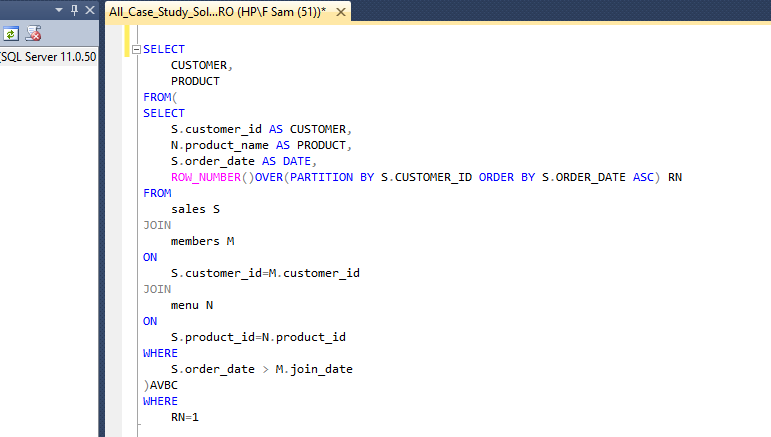 All_Case_Study_Sol...RO (HP\F Sam (51))*
SQL Server 11.0.50
SELECT
CUSTOMER,
PRODUCT
FROM(
SELECT
S.customer_id AS CUSTOMER,
N.product_name AS PRODUCT,
S.order_date AS DATE,
ROW_NUMBER()OVER(PARTITION BY S.CUSTOMER_ID ORDER BY S.ORDER_DATE ASC) RN
FROM
sales S
JOIN
members M
ON
S.customer_id=M.customer_id
JOIN
menu N
ON
S.product_id=N.product_id
WHERE
S.order_date > M.join_date
)AVBC
WHERE
RN=1